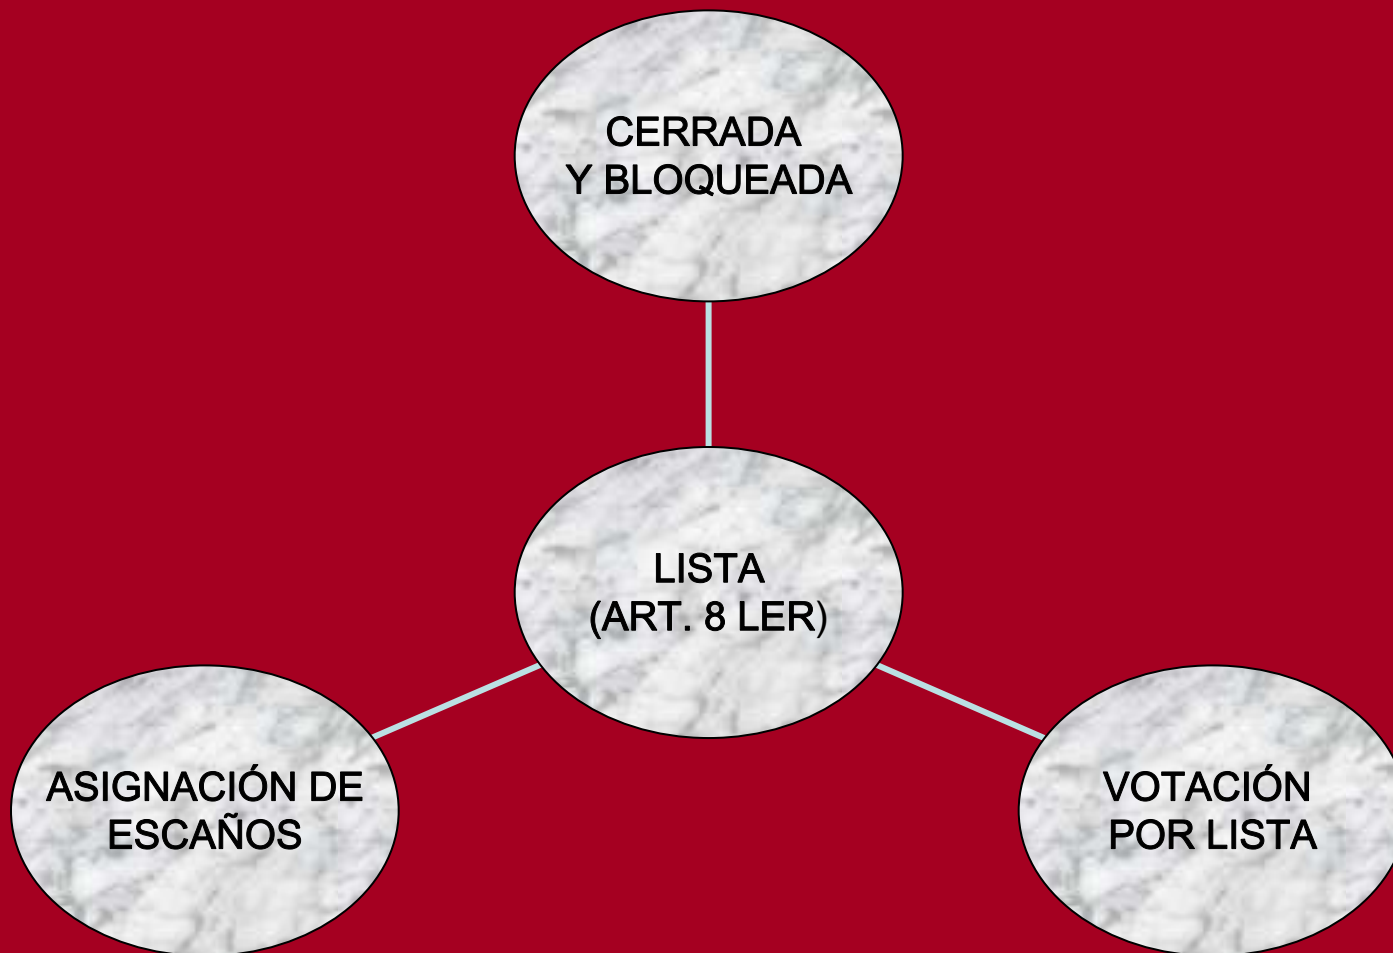 CERRADA
Y BLOQUEADA
LISTA
(ART. 8 LER)
ASIGNACIÓN DE
ESCAÑOS
VOTACIÓN
POR LISTA